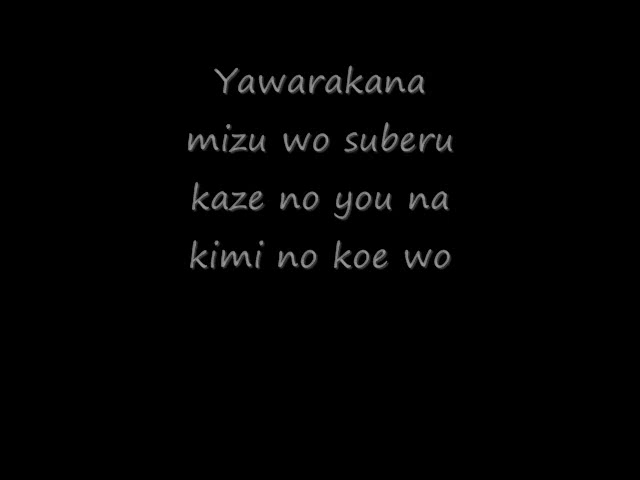 Yawarakana
mizu wo suberu
kaze no you na
kimi no koe wo